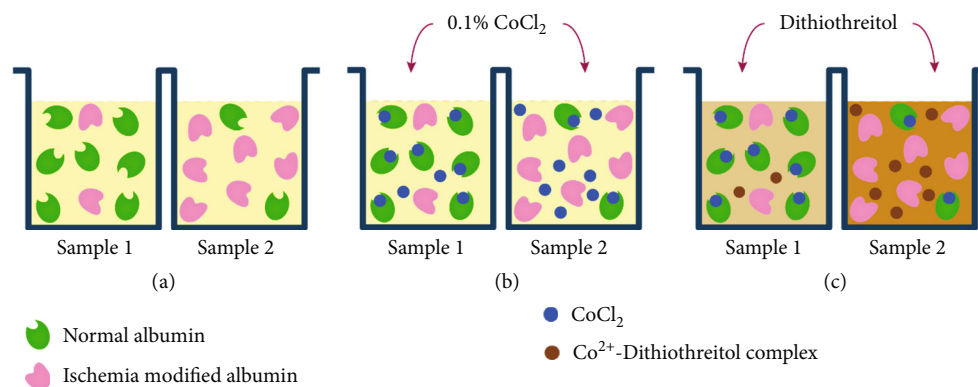 0.1% CoCl₂
Dithiothreitol
Sample 1
Sample 2
Sample 1
Sample 2
Sample 1
Sample 2
(a)
(b)
(c)
Normal albumin
Ischemia modified albumin
CoCl₂
Co²⁺-Dithiothreitol complex